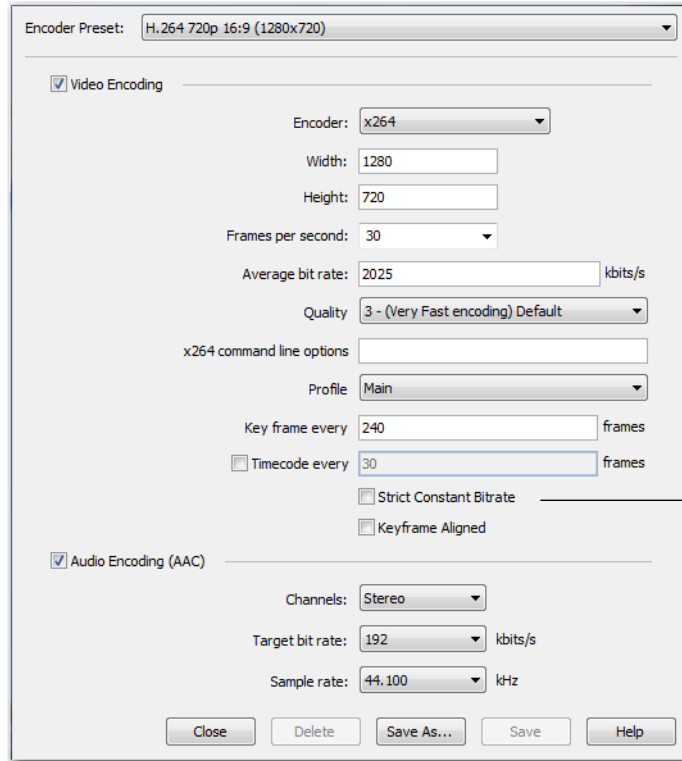 Encoder Preset: H.264 720p 16:9 (1280x720)
Video Encoding
Encoder: x264
Width: 1280
Height: 720
Frames per second: 30
Average bit rate: 2025 kbits/s
Quality 3 - (Very Fast encoding) Default
x264 command line options
Profile Main
Key frame every 240 frames
Timecode every 30 frames
Strict Constant Bitrate
Keyframe Aligned
Audio Encoding (AAC)
Channels: Stereo
Target bit rate: 192 kbits/s
Sample rate: 44.100 kHz
Close Delete Save As... Save Help